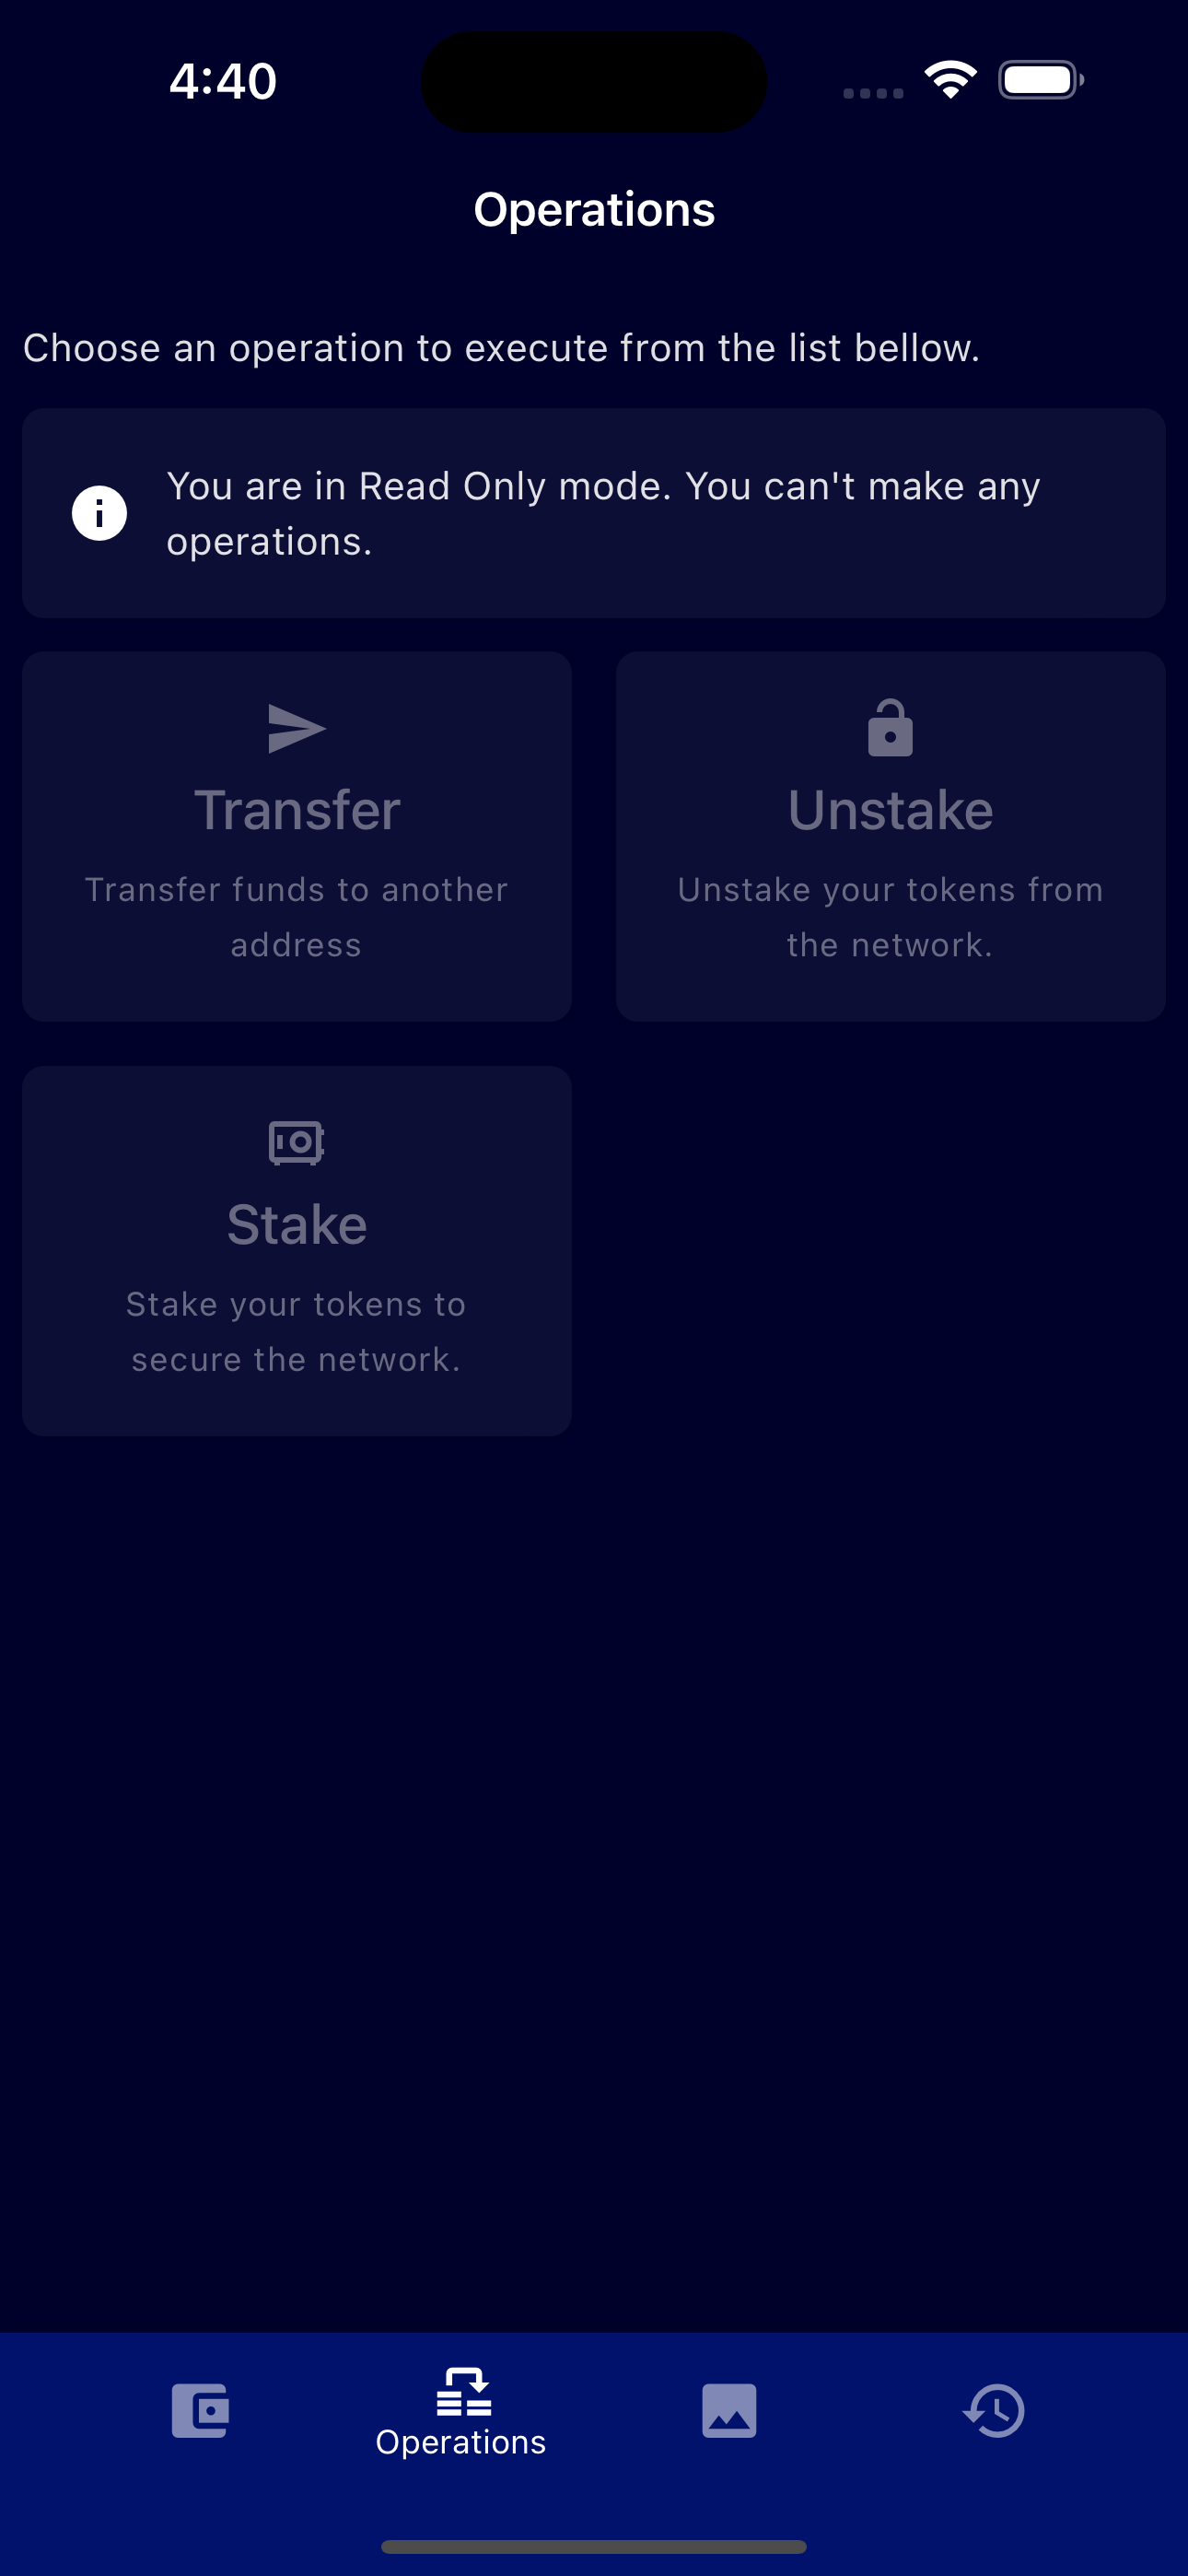 4:40
Operations
Choose an operation to execute from the list bellow.
You are in Read Only mode. You can't make any
operations.
Transfer
Transfer funds to another
address
Unstake
Unstake your tokens from
the network.
Stake
Stake your tokens to
secure the network.
Operations